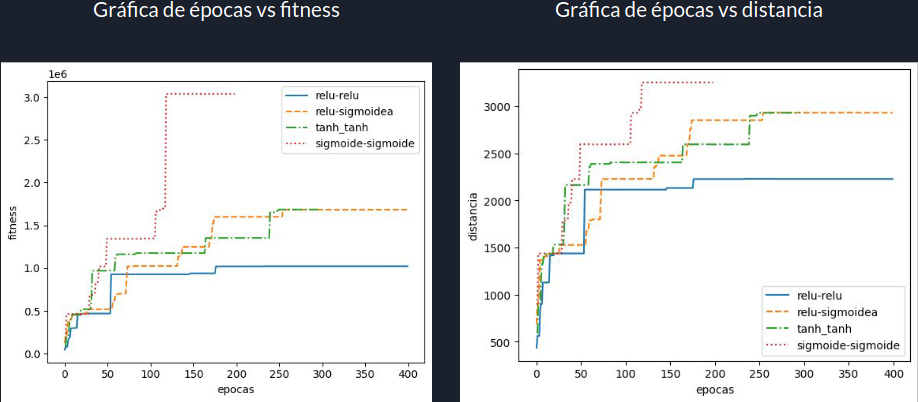 Gráfica de épocas vs fitness
1e6
3.0
2.5
2.0
1.5
1.0
0.5
0.0
fitness
0 50 100 150 200 250 300 350 400
epocas
relu-relu
relu-sigmoidea
tanh_tanh
sigmoide-sigmoide
Gráfica de épocas vs distancia
3000
2500
2000
1500
1000
500
distancia
0 50 100 150 200 250 300 350 400
epocas
relu-relu
relu-sigmoidea
tanh_tanh
sigmoide-sigmoide